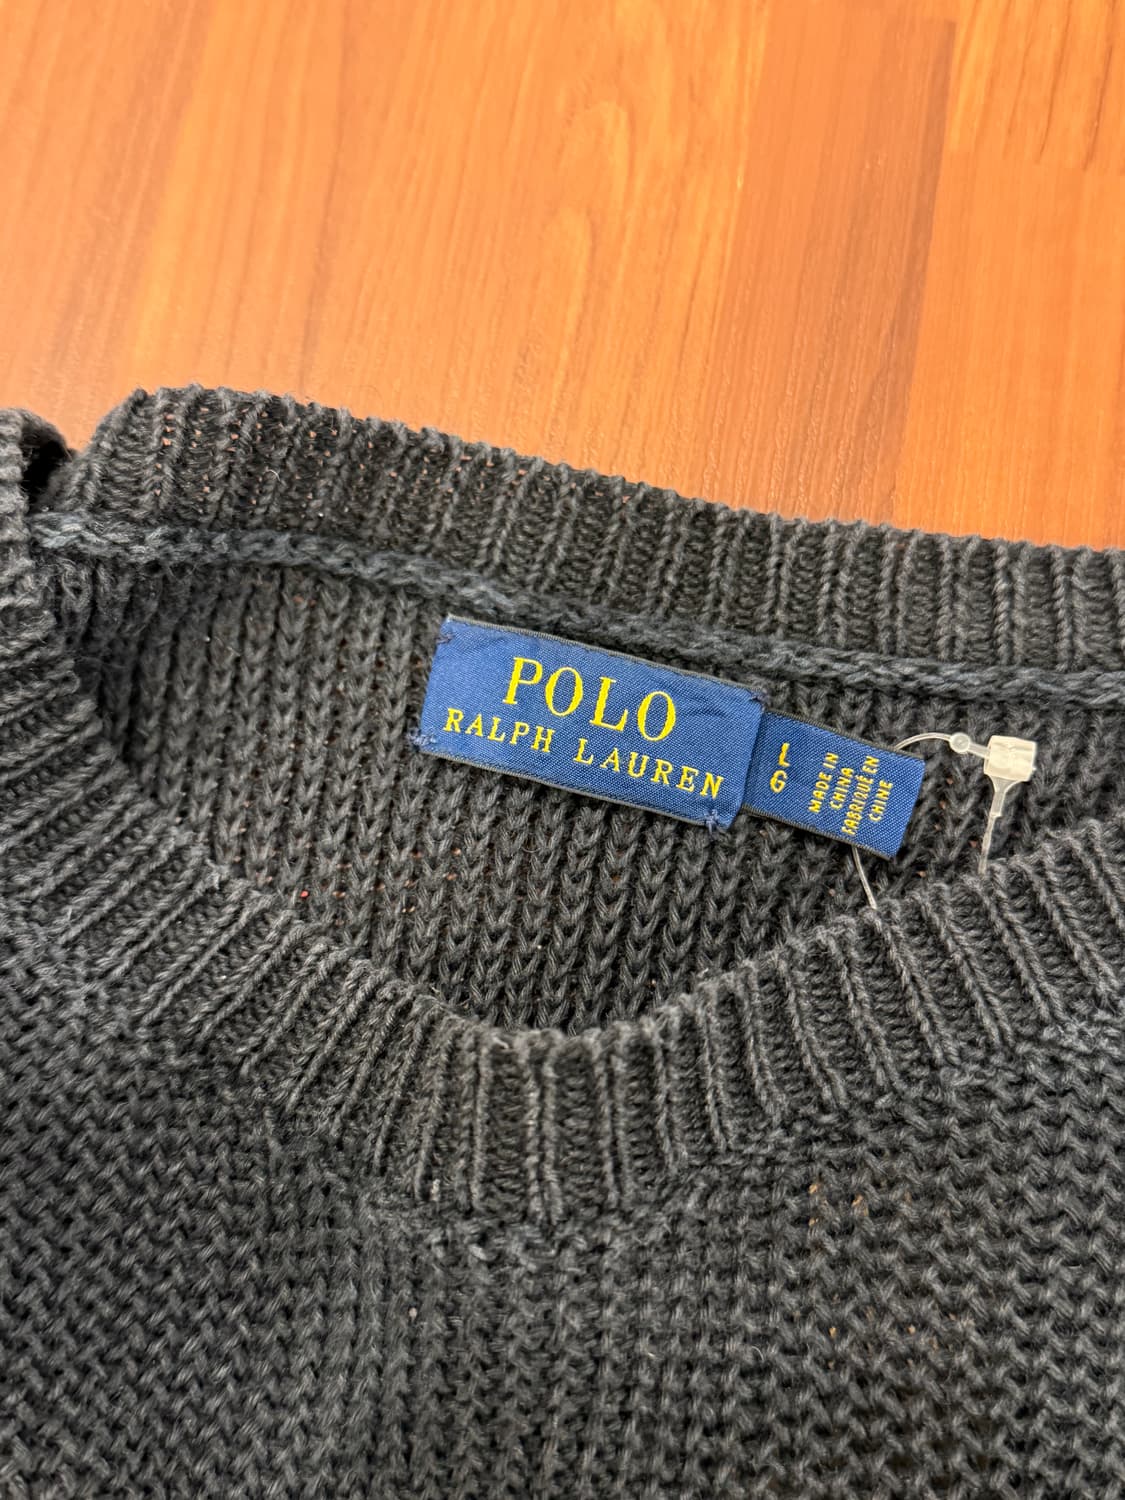 POLO
RALPH LAUREN
L
G
MADE IN
CHINA
FABRIQUÉ EN
CHINE